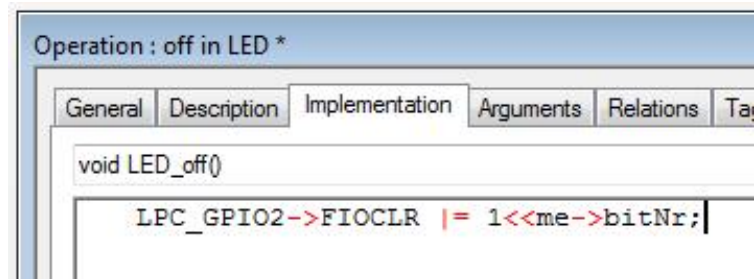 Operation : off in LED *
General Description Implementation Arguments Relations
void LED_off()
LPC_GPIO2->FIOCLR |= 1<<me->bitNr;